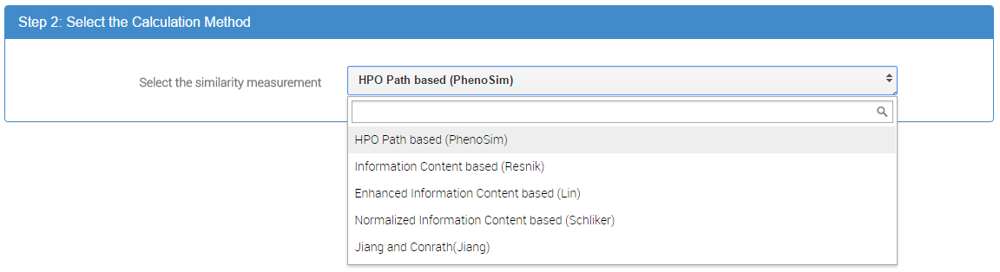 Step 2: Select the Calculation Method
Select the similarity measurement
HPO Path based (PhenoSim)
HPO Path based (PhenoSim)
Information Content based (Resnik)
Enhanced Information Content based (Lin)
Normalized Information Content based (Schliker)
Jiang and Conrath(Jiang)